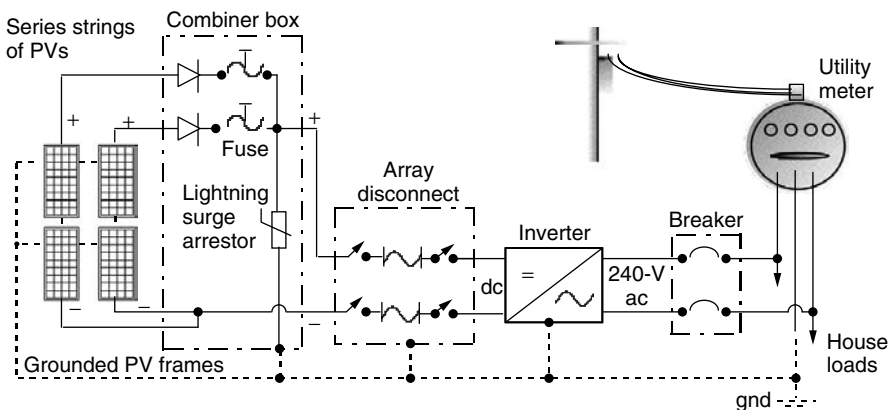 Series strings
of PVs
Combiner box
Utility
meter
+
+
+
Fuse
Array
disconnect
Lightning
surge
arrestor
Breaker
Inverter
=
dc
240-V
ac
−
−
−
Grounded PV frames
House
loads
gnd